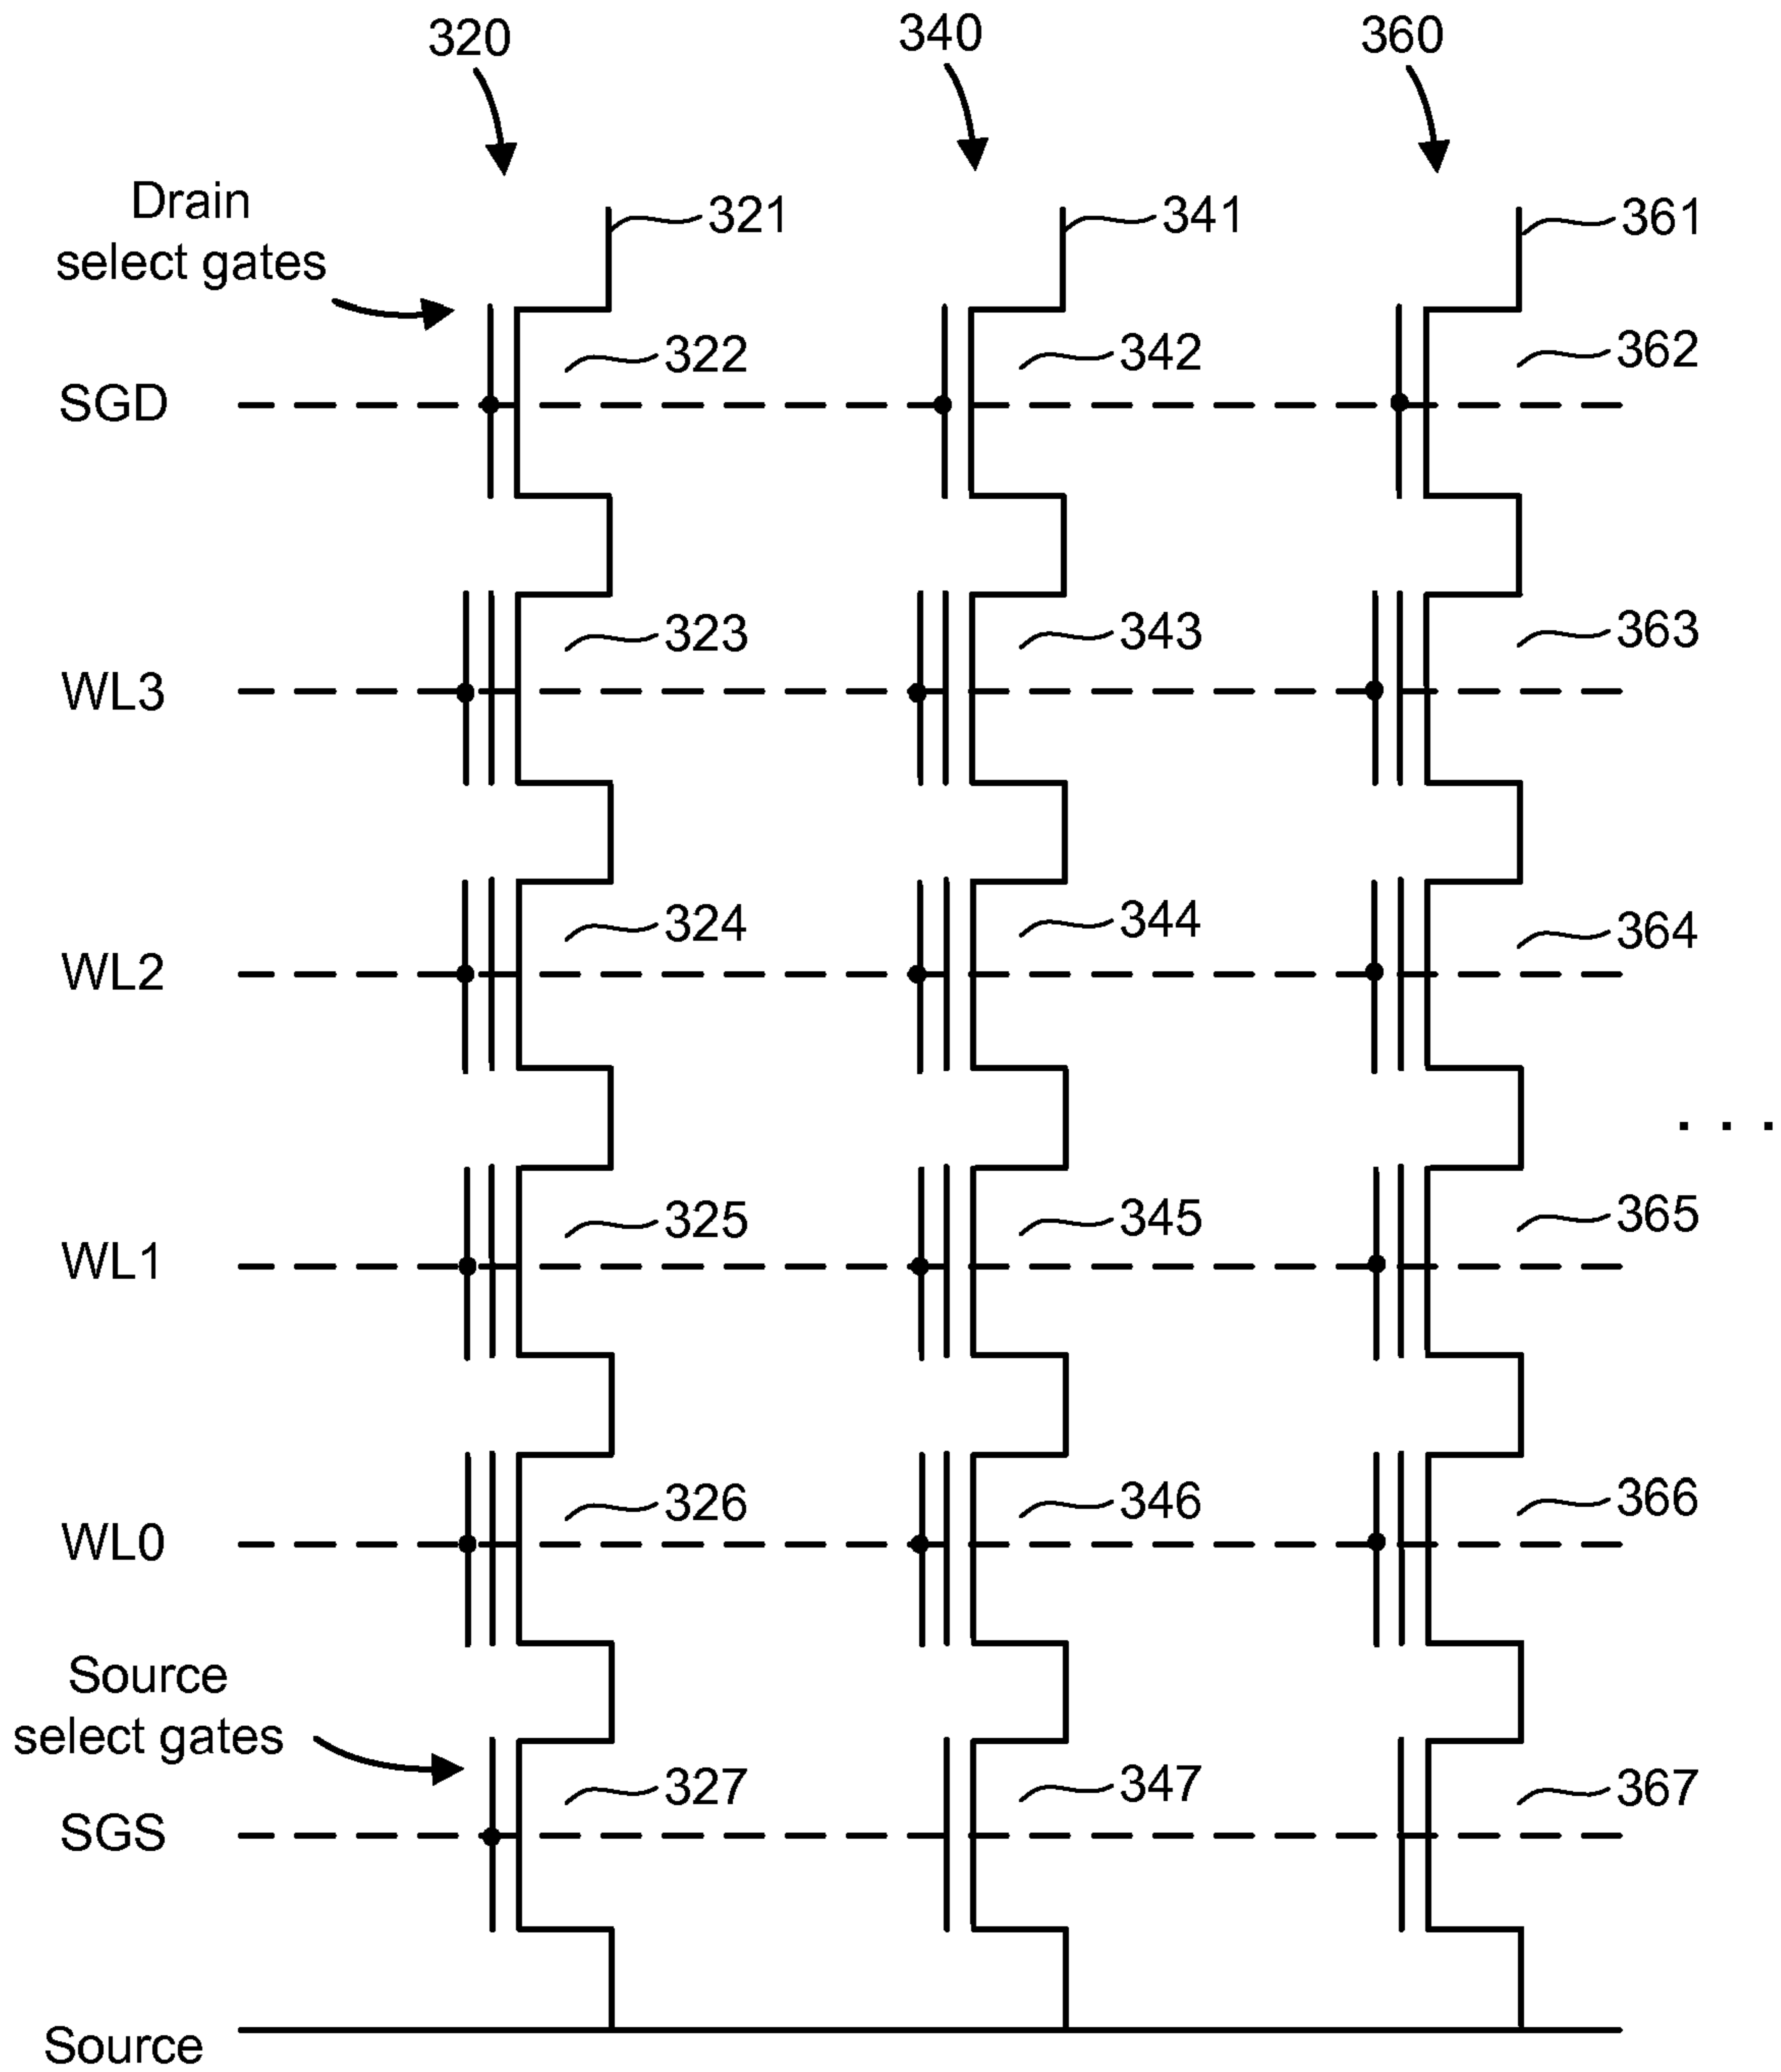 320 340 360
Drain
select gates
321 341 361
322 342 362
SGD
323 343 363
WL3
324 344 364
WL2
. . .
325 345 365
WL1
326 346 366
WL0
Source
select gates
327 347 367
SGS
Source